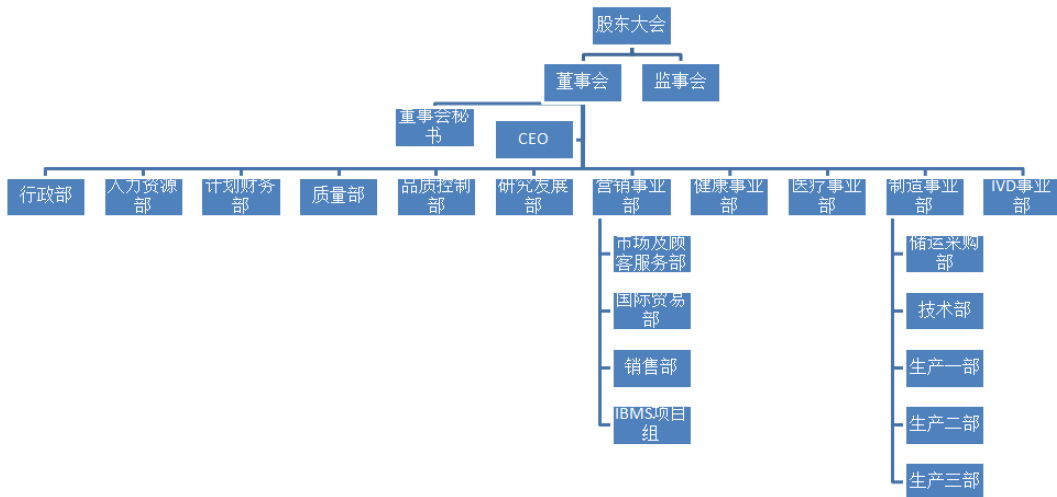 股东大会
董事会
监事会
董事会秘
书
CEO
行政部
人力资源
部
计划财务
部
质量部
品质控制
部
研究发展
部
营销事业
部
健康事业
部
医疗事业
部
制造事业
部
IVD事业
部
市场及顾
客服务部
国际贸易
部
销售部
IBMS项目
组
储运采购
部
技术部
生产一部
生产二部
生产三部